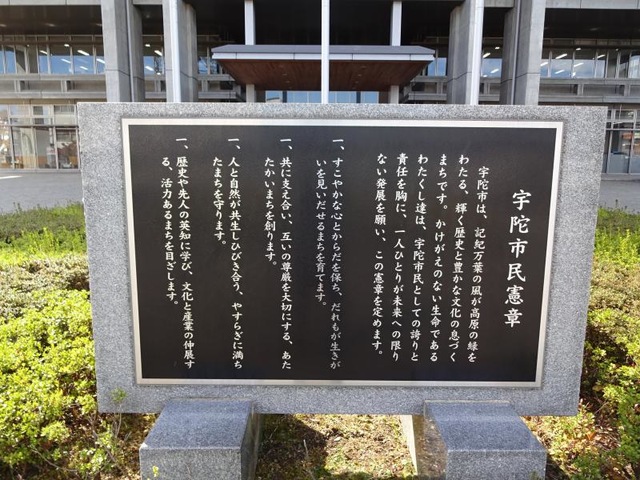 宇陀市民憲章
宇陀市は、記紀万葉の風が高原の緑を
わたる、輝く歴史と豊かな文化の息づく
まちです。かけがえのない生命である
わたくし達は、宇陀市民としての誇りと
責任を胸に、一人ひとりが未来への限り
ない発展を願い、この憲章を定めます。
一、すこやかな心とからだを保ち、だれもが生きが
いを見いだせるまちを育てます。
一、共に支え合い、互いの尊厳を大切にする、あた
たかいまちを創ります。
一、人と自然が共生しひびき合う、やすらぎに満ち
たまちを守ります。
一、歴史や先人の英知に学び、文化と産業の伸展す
る、活力あるまちを目ざします。